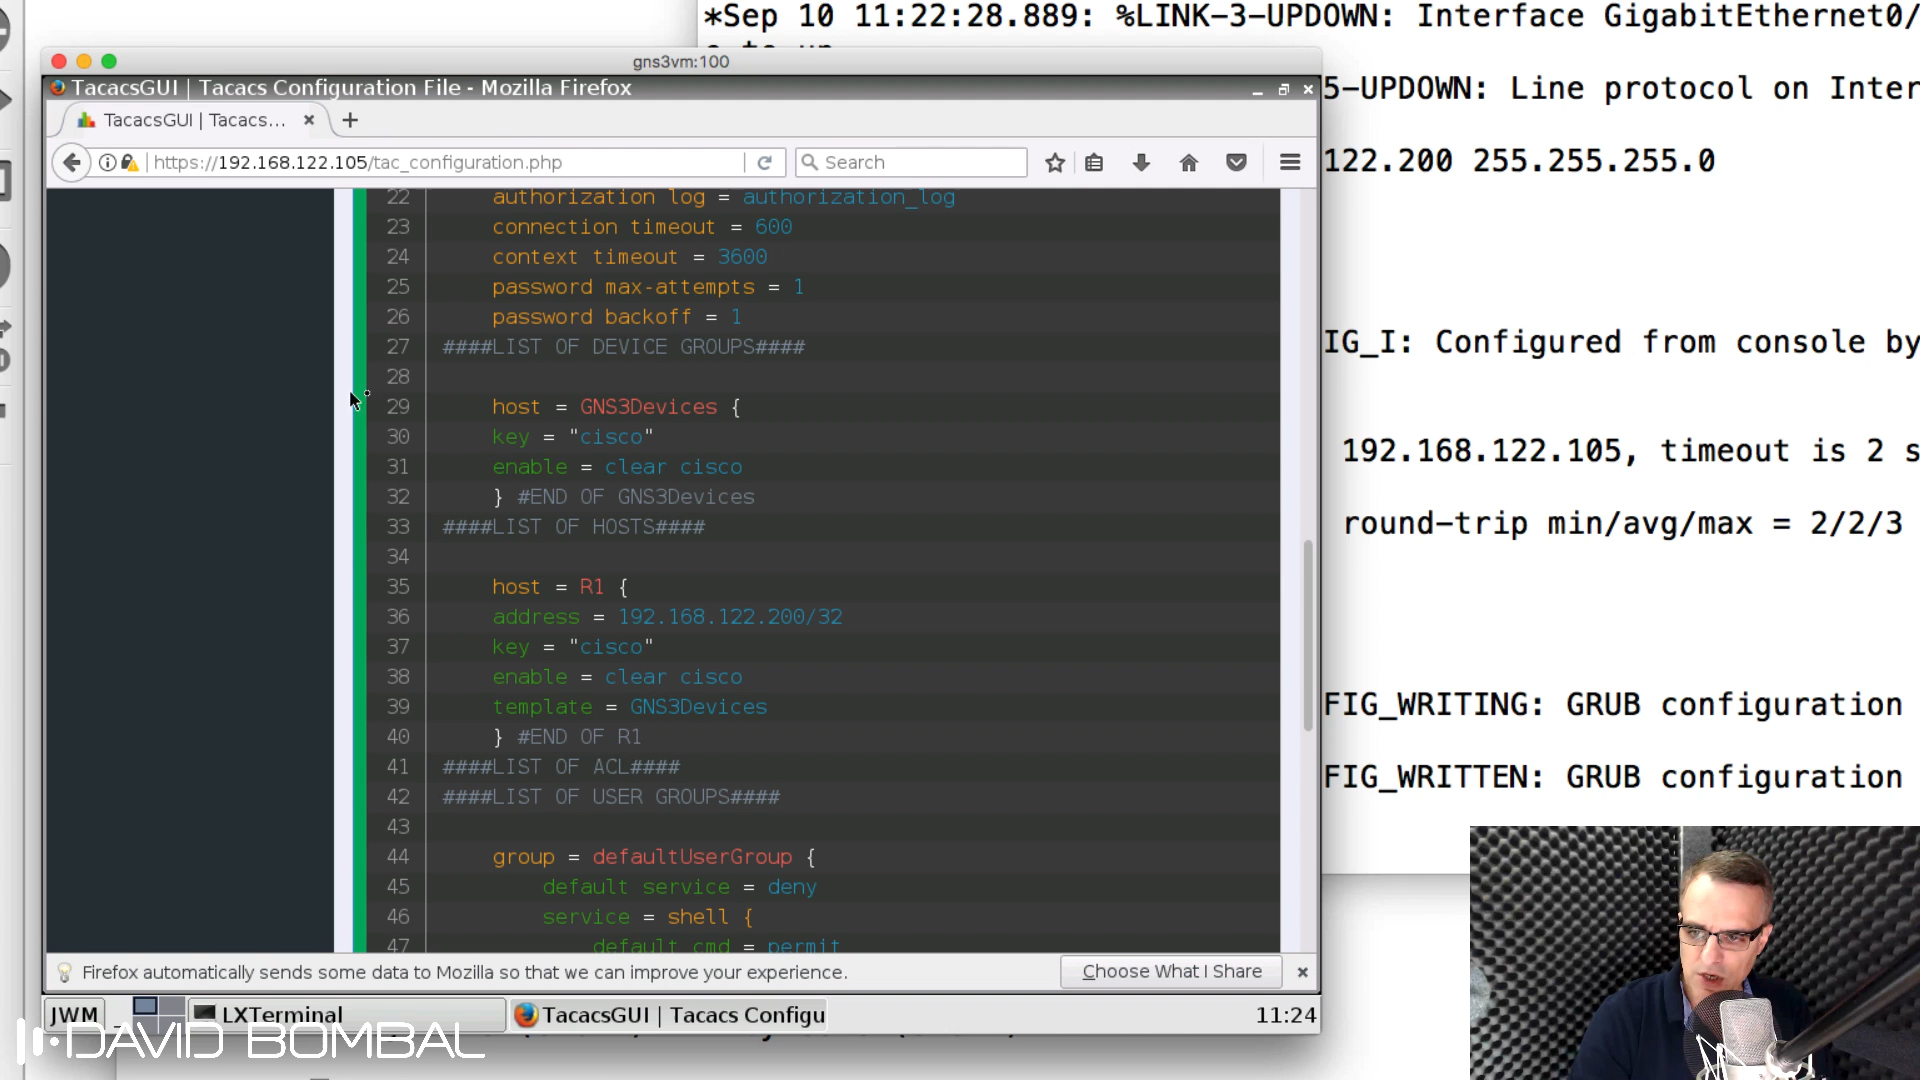 *Sep 10 11:22:28.889: %LINK-3-UPDOWN: Interface GigabitEthernet0/
gns3vm:100
TacacsGUI | Tacacs Configuration File - Mozilla Firefox
5-UPDOWN: Line protocol on Inter
TacacsGUI | Tacacs...
https://192.168.122.105/tac_configuration.php
Search
122.200 255.255.255.0
22 authorization log = authorization_log
23 connection timeout = 600
24 context timeout = 3600
25 password max-attempts = 1
26 password backoff = 1
27 ####LIST OF DEVICE GROUPS####
IG_I: Configured from console by
28
29 host = GNS3Devices {
30 key = "cisco"
192.168.122.105, timeout is 2 s
31 enable = clear cisco
32 } #END OF GNS3Devices
33 ####LIST OF HOSTS####
round-trip min/avg/max = 2/2/3
34
35 host = R1 {
36 address = 192.168.122.200/32
37 key = "cisco"
38 enable = clear cisco
39 template = GNS3Devices
FIG_WRITING: GRUB configuration
40 } #END OF R1
41 ####LIST OF ACL####
FIG_WRITTEN: GRUB configuration
42 ####LIST OF USER GROUPS####
43
44 group = defaultUserGroup {
45 default service = deny
46 service = shell {
47 default cmd = permit
Firefox automatically sends some data to Mozilla so that we can improve your experience.
Choose What I Share
JWM
LXTerminal
TacacsGUI | Tacacs Configu
11:24
DAVID BOMBAL